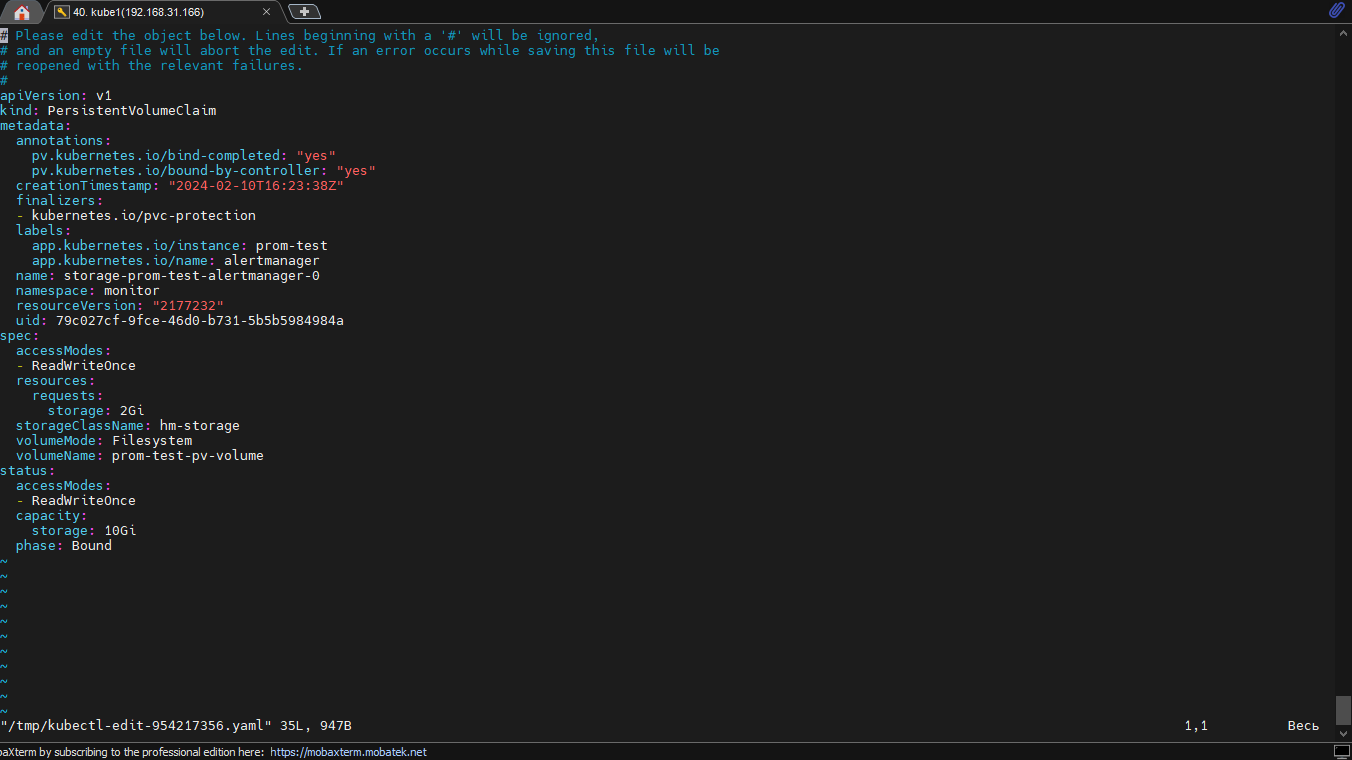 40. kube1(192.168.31.166)
# Please edit the object below. Lines beginning with a '#' will be ignored,
# and an empty file will abort the edit. If an error occurs while saving this file will be
# reopened with the relevant failures.
#
apiVersion: v1
kind: PersistentVolumeClaim
metadata:
  annotations:
    pv.kubernetes.io/bind-completed: "yes"
    pv.kubernetes.io/bound-by-controller: "yes"
  creationTimestamp: "2024-02-10T16:23:38Z"
  finalizers:
  - kubernetes.io/pvc-protection
  labels:
    app.kubernetes.io/instance: prom-test
    app.kubernetes.io/name: alertmanager
  name: storage-prom-test-alertmanager-0
  namespace: monitor
  resourceVersion: "2177232"
  uid: 79c027cf-9fce-46d0-b731-5b5b5984984a
spec:
  accessModes:
  - ReadWriteOnce
  resources:
    requests:
      storage: 2Gi
  storageClassName: hm-storage
  volumeMode: Filesystem
  volumeName: prom-test-pv-volume
status:
  accessModes:
  - ReadWriteOnce
  capacity:
    storage: 10Gi
  phase: Bound
~
~
~
~
~
~
~
~
~
~
~
"/tmp/kubectl-edit-954217356.yaml" 35L, 947B 1,1 Весь
baXterm by subscribing to the professional edition here: https://mobaxterm.mobatek.net